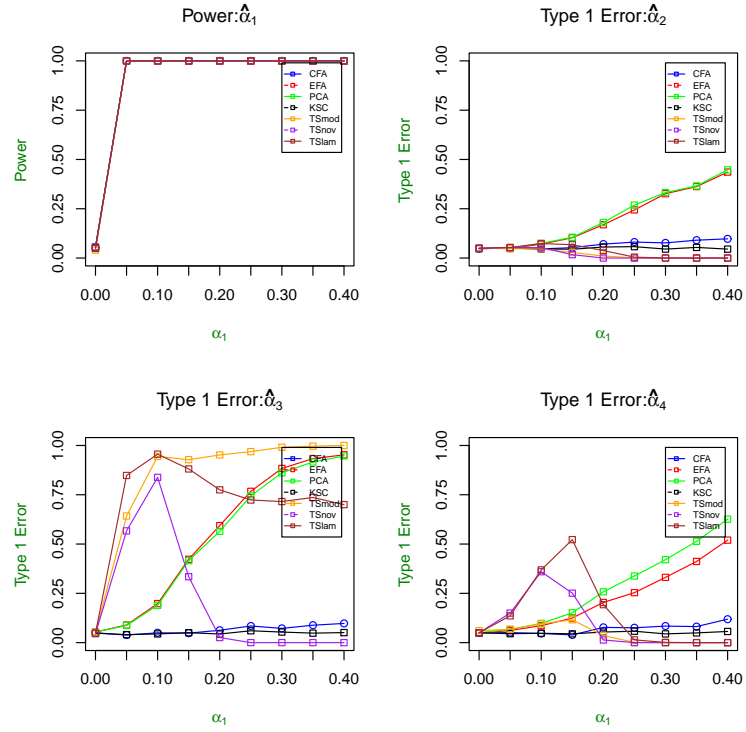 Power:α̂₁
Power
1.00
0.75
0.50
0.25
0.00
CFA
EFA
PCA
KSC
TSmod
TSnov
TSlam
0.00 0.10 0.20 0.30 0.40
α₁
Type 1 Error:α̂₂
Type 1 Error
1.00
0.75
0.50
0.25
0.00
CFA
EFA
PCA
KSC
TSmod
TSnov
TSlam
0.00 0.10 0.20 0.30 0.40
α₁
Type 1 Error:α̂₃
Type 1 Error
1.00
0.75
0.50
0.25
0.00
CFA
EFA
PCA
KSC
TSmod
TSnov
TSlam
0.00 0.10 0.20 0.30 0.40
α₁
Type 1 Error:α̂₄
Type 1 Error
1.00
0.75
0.50
0.25
0.00
CFA
EFA
PCA
KSC
TSmod
TSnov
TSlam
0.00 0.10 0.20 0.30 0.40
α₁